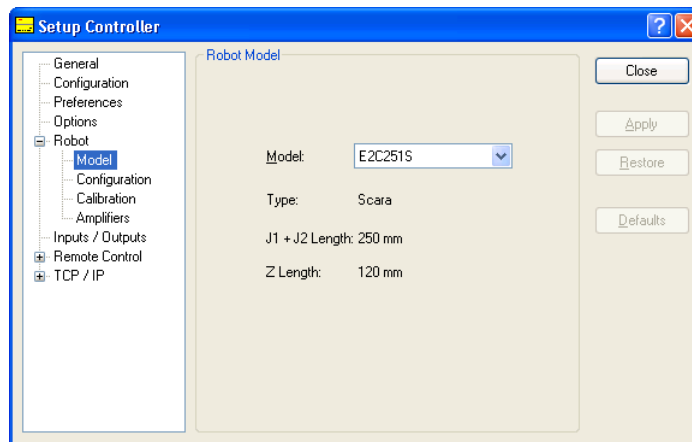 Setup Controller
General
Configuration
Preferences
Options
Robot
Model
Configuration
Calibration
Amplifiers
Inputs / Outputs
Remote Control
TCP / IP
Robot Model
Model: E2C251S
Type: Scara
J1 + J2 Length: 250 mm
Z Length: 120 mm
Close
Apply
Restore
Defaults